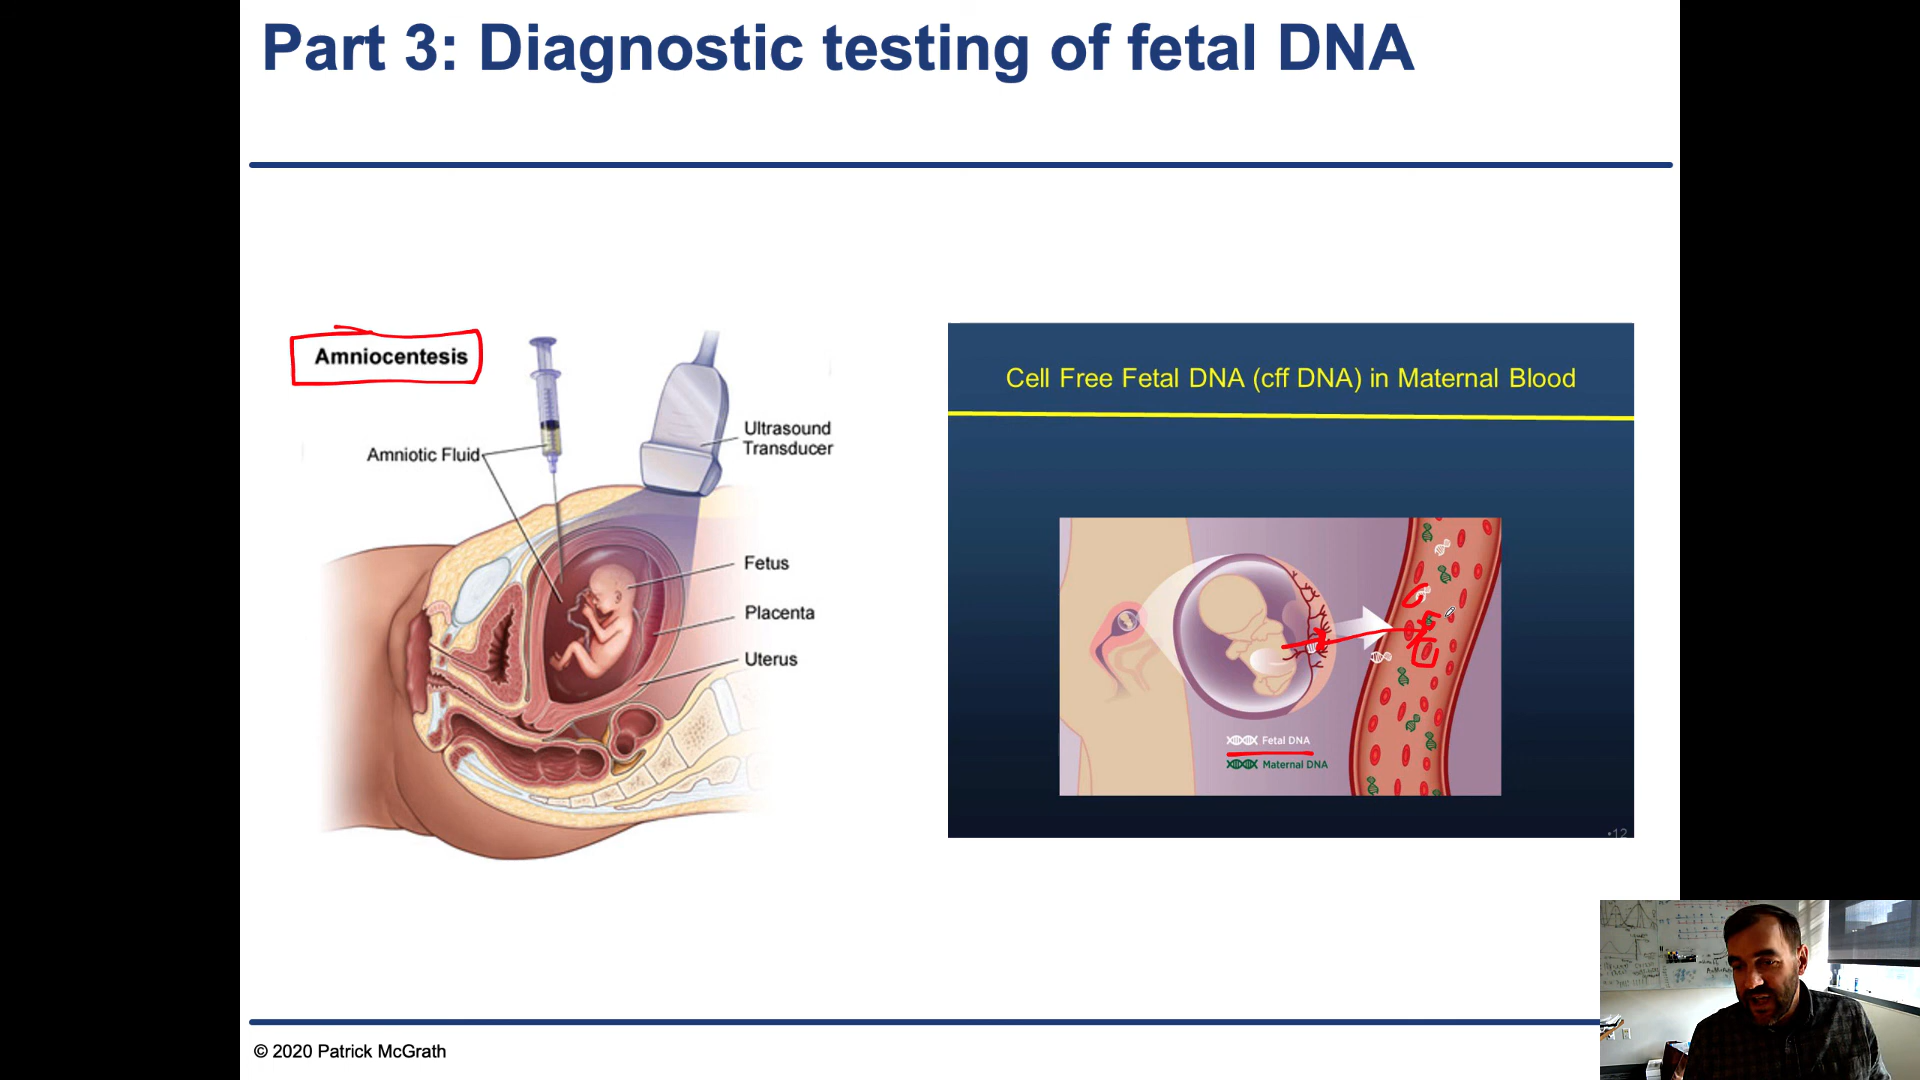 Part 3: Diagnostic testing of fetal DNA
Amniocentesis
Amniotic Fluid
Ultrasound
Transducer
Fetus
Placenta
Uterus
Cell Free Fetal DNA (cff DNA) in Maternal Blood
Fetal DNA
Maternal DNA
•12
© 2020 Patrick McGrath